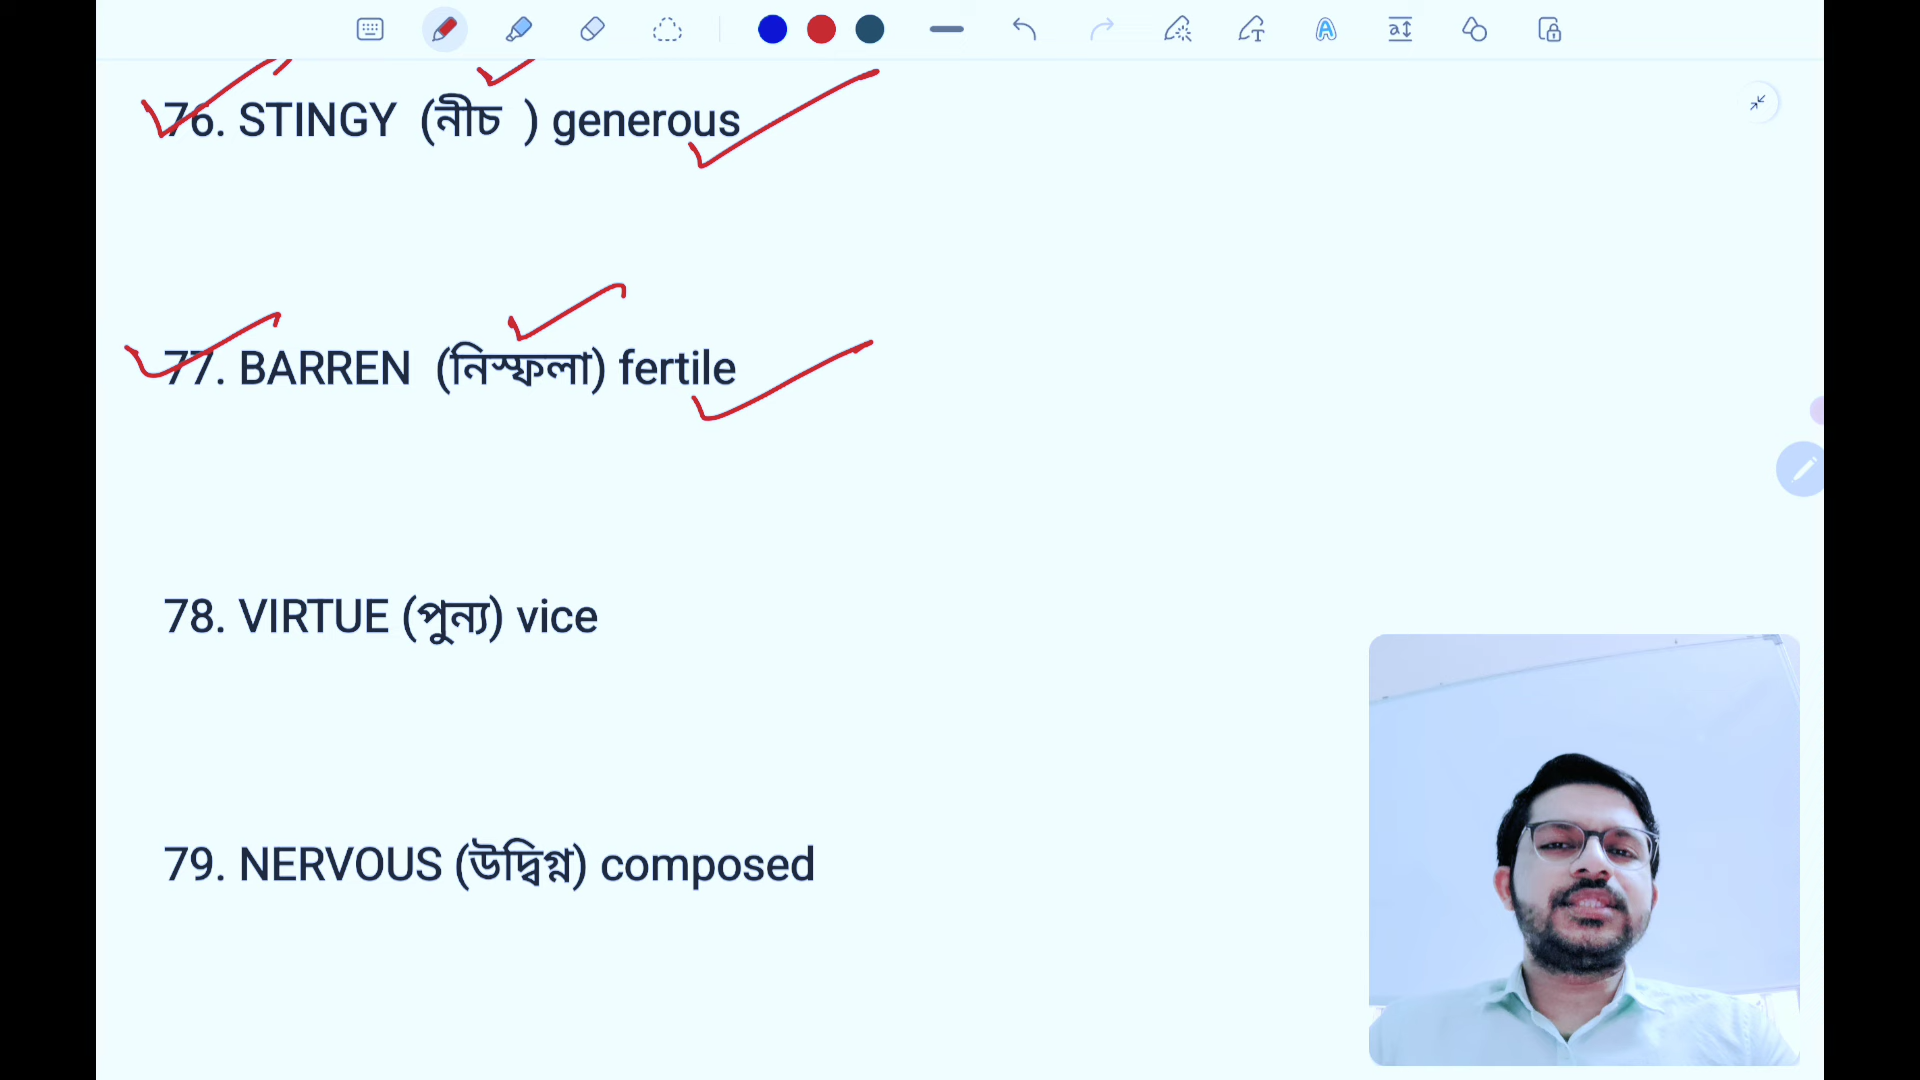 76. STINGY (নীচ ) generous
77. BARREN (নিস্ফলা) fertile
78. VIRTUE (পুন্য) vice
79. NERVOUS (উদ্বিগ্ন) composed